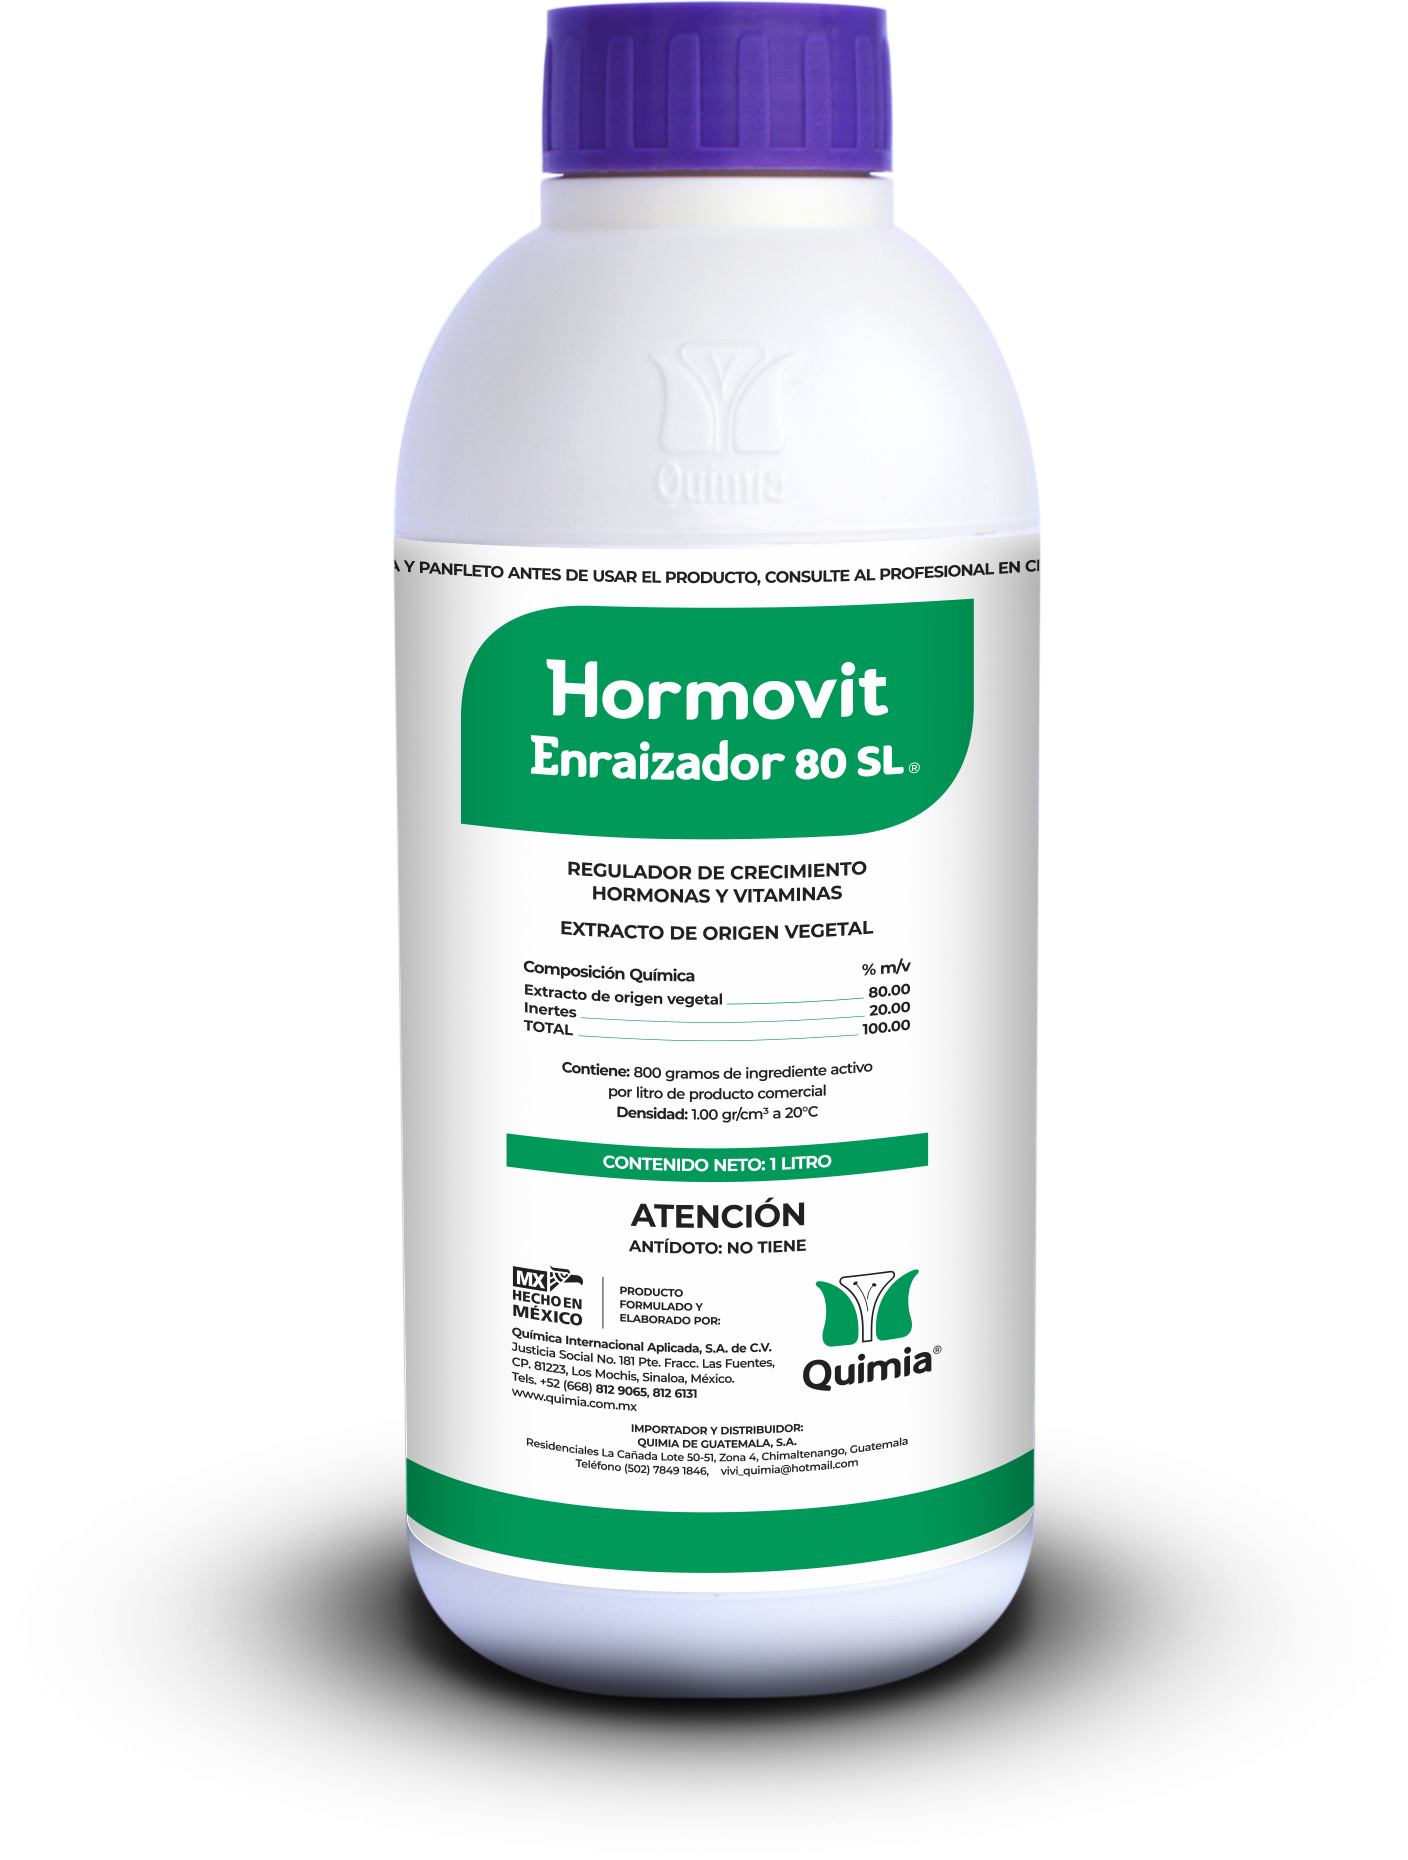 Quimia
Y PANFLETO ANTES DE USAR EL PRODUCTO, CONSULTE AL PROFESIONAL EN
Hormovit
Enraizador 80 SL®
REGULADOR DE CRECIMIENTO
HORMONAS Y VITAMINAS
EXTRACTO DE ORIGEN VEGETAL
Composición Química % m/v
Extracto de origen vegetal 80.00
Inertes 20.00
TOTAL 100.00
Contiene: 800 gramos de ingrediente activo
por litro de producto comercial
Densidad: 1.00 gr/cm³ a 20°C
CONTENIDO NETO: 1 LITRO
ATENCIÓN
ANTÍDOTO: NO TIENE
MX
HECHO EN
MÉXICO
PRODUCTO
FORMULADO Y
ELABORADO POR:
Química Internacional Aplicada, S.A. de C.V.
Justicia Social No. 181 Pte. Fracc. Las Fuentes,
CP. 81223, Los Mochis, Sinaloa, México.
Tels. +52 (668) 812 9065, 812 6131
www.quimia.com.mx
Quimia®
IMPORTADOR Y DISTRIBUIDOR:
QUIMIA DE GUATEMALA, S.A.
Residenciales La Cañada Lote 50-51, Zona 4, Chimaltenango, Guatemala
Teléfono (502) 7849 1846, vivi_quimia@hotmail.com